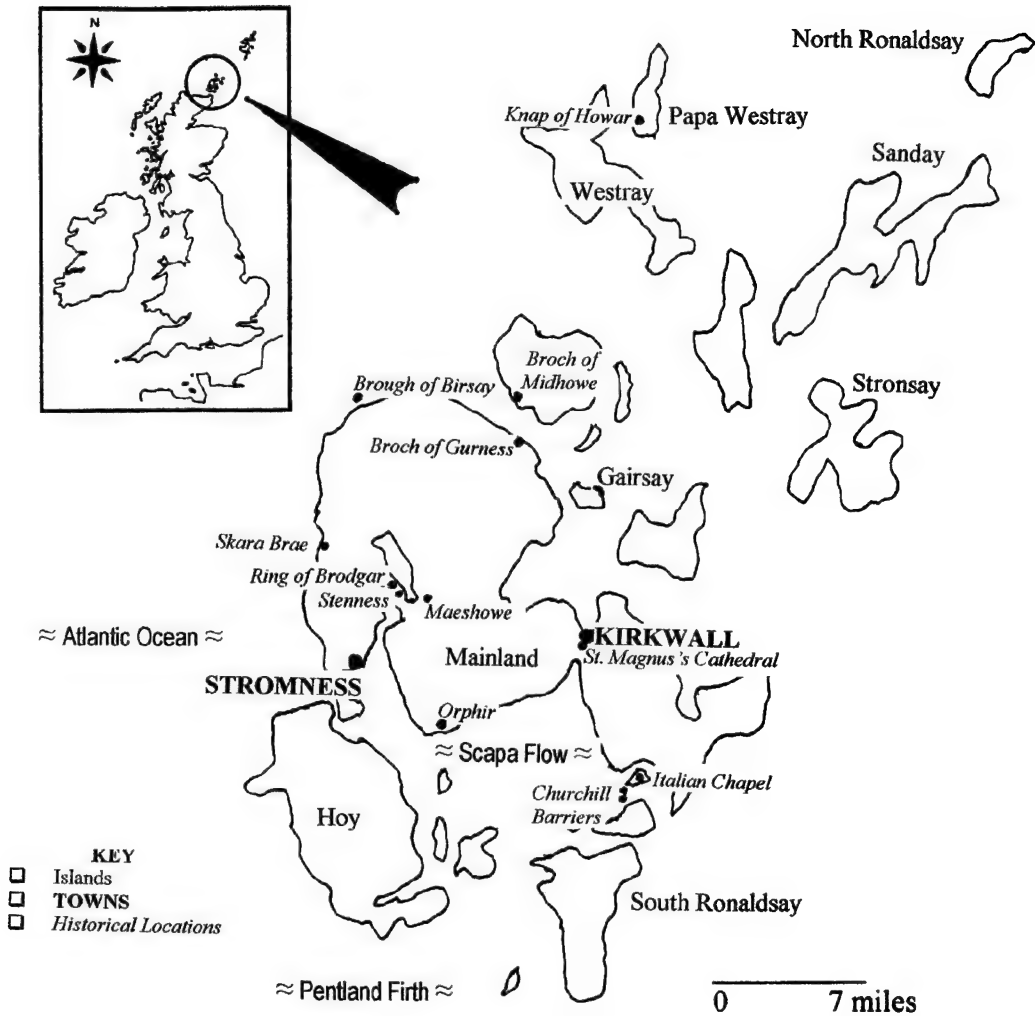 N
North Ronaldsay
Knap of Howar
Papa Westray
Sanday
Westray
Broch of
Midhowe
Brough of Birsay
Stronsay
Broch of Gurness
Gairsay
Skara Brae
Ring of Brodgar
Stenness
Maeshowe
≈ Atlantic Ocean ≈
KIRKWALL
Mainland
St. Magnus's Cathedral
STROMNESS
Orphir
≈ Scapa Flow ≈
Italian Chapel
Churchill
Barriers
Hoy
KEY
Islands
TOWNS
Historical Locations
South Ronaldsay
≈ Pentland Firth ≈
0 7 miles